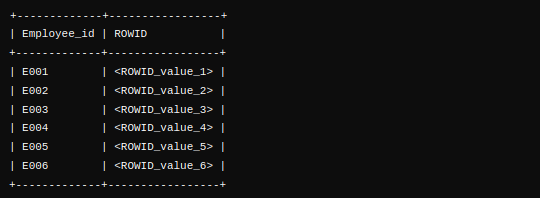 +-------------+-----------------+
| Employee_id | ROWID           |
+-------------+-----------------+
| E001        | <ROWID_value_1> |
| E002        | <ROWID_value_2> |
| E003        | <ROWID_value_3> |
| E004        | <ROWID_value_4> |
| E005        | <ROWID_value_5> |
| E006        | <ROWID_value_6> |
+-------------+-----------------+